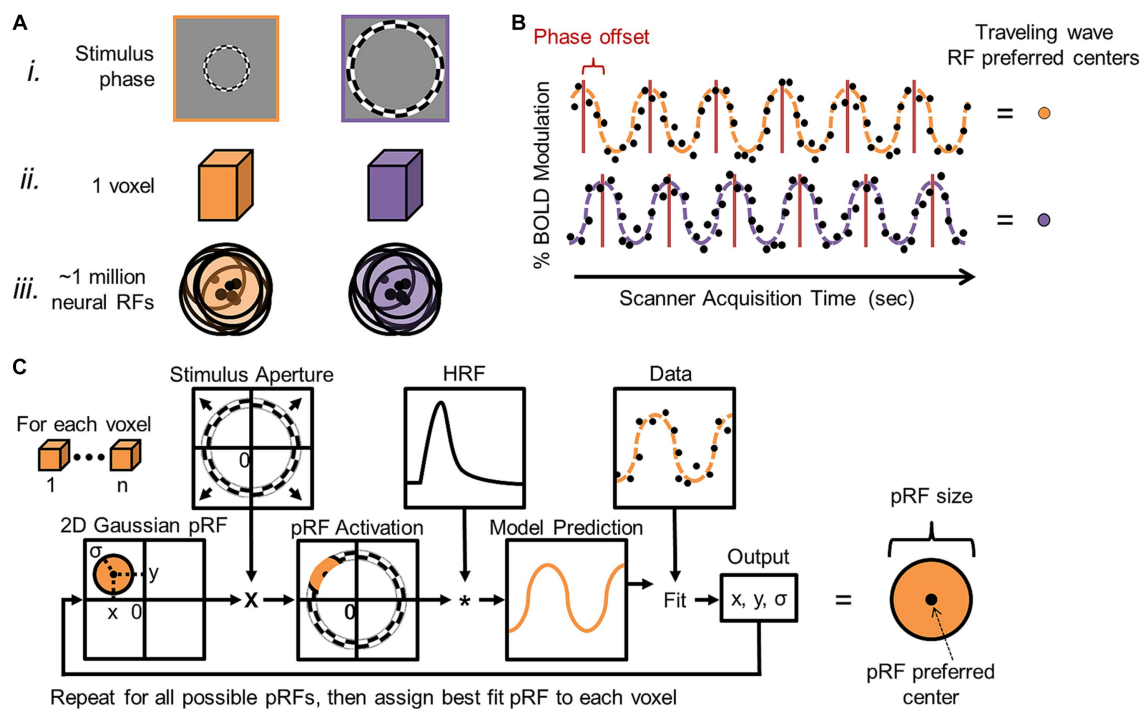 A
i.
Stimulus
phase
ii.
1 voxel
iii.
~1 million
neural RFs
B
Phase offset
Traveling wave
RF preferred centers
% BOLD Modulation
=
=
Scanner Acquisition Time (sec)
C
For each voxel
1
n
Stimulus Aperture
0
HRF
Data
2D Gaussian pRF
σ
y
x
0
X
pRF Activation
0
*
Model Prediction
Fit
Output
x, y, σ
=
pRF size
pRF preferred
center
Repeat for all possible pRFs, then assign best fit pRF to each voxel